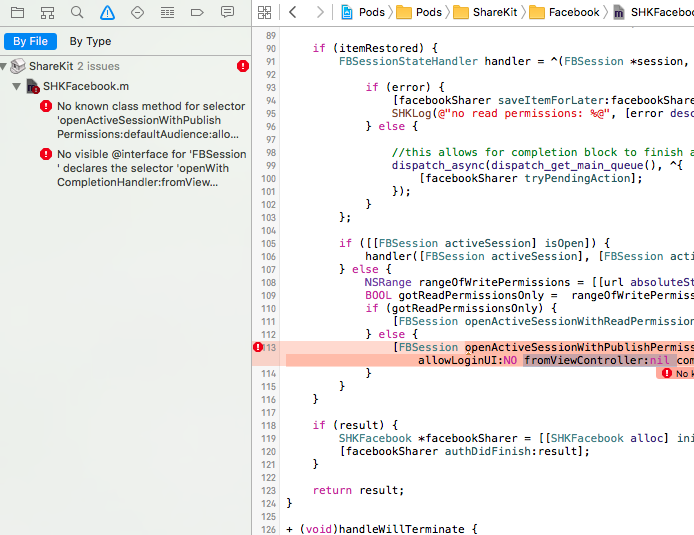 Pods Pods ShareKit Facebook SHKFaceboo
By File By Type
ShareKit 2 issues
SHKFacebook.m
No known class method for selector
'openActiveSessionWithPublish
Permissions:defaultAudience:allo...
No visible @interface for 'FBSession
' declares the selector 'openWith
CompletionHandler:fromView...
89
90 if (itemRestored) {
91 FBSessionStateHandler handler = ^(FBSession *session,
92
93 if (error) {
94 [facebookSharer saveItemForLater:facebookShare
95 SHKLog(@"no read permissions: %@", [error desc
96 } else {
97
98 //this allows for completion block to finish a
99 dispatch_async(dispatch_get_main_queue(), ^{
100 [facebookSharer tryPendingAction];
101 });
102 }
103 };
104
105 if ([[FBSession activeSession] isOpen]) {
106 handler([FBSession activeSession], [FBSession acti
107 } else {
108 NSRange rangeOfWritePermissions = [[url absoluteSt
109 BOOL gotReadPermissionsOnly = rangeOfWritePermiss
110 if (gotReadPermissionsOnly) {
111 [FBSession openActiveSessionWithReadPermission
112 } else {
113 [FBSession openActiveSessionWithPublishPermiss
allowLoginUI:NO fromViewController:nil com
114 } No k
115 }
116 }
117
118 if (result) {
119 SHKFacebook *facebookSharer = [[SHKFacebook alloc] ini
120 [facebookSharer authDidFinish:result];
121 }
122
123 return result;
124 }
125
126 + (void)handleWillTerminate {